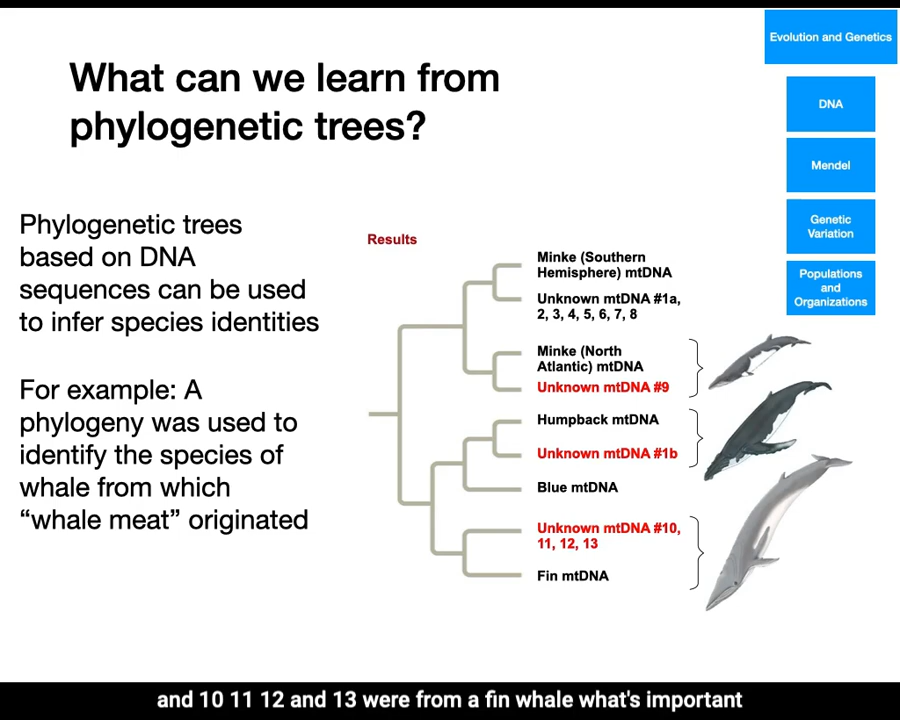 Evolution and Genetics
What can we learn from
phylogenetic trees?
DNA
Mendel
Genetic
Variation
Populations
and
Organizations
Phylogenetic trees
based on DNA
sequences can be used
to infer species identities
For example: A
phylogeny was used to
identify the species of
whale from which
“whale meat” originated
Results
Minke (Southern
Hemisphere) mtDNA
Unknown mtDNA #1a,
2, 3, 4, 5, 6, 7, 8
Minke (North
Atlantic) mtDNA
Unknown mtDNA #9
Humpback mtDNA
Unknown mtDNA #1b
Blue mtDNA
Unknown mtDNA #10,
11, 12, 13
Fin mtDNA
and 10 11 12 and 13 were from a fin whale what's important